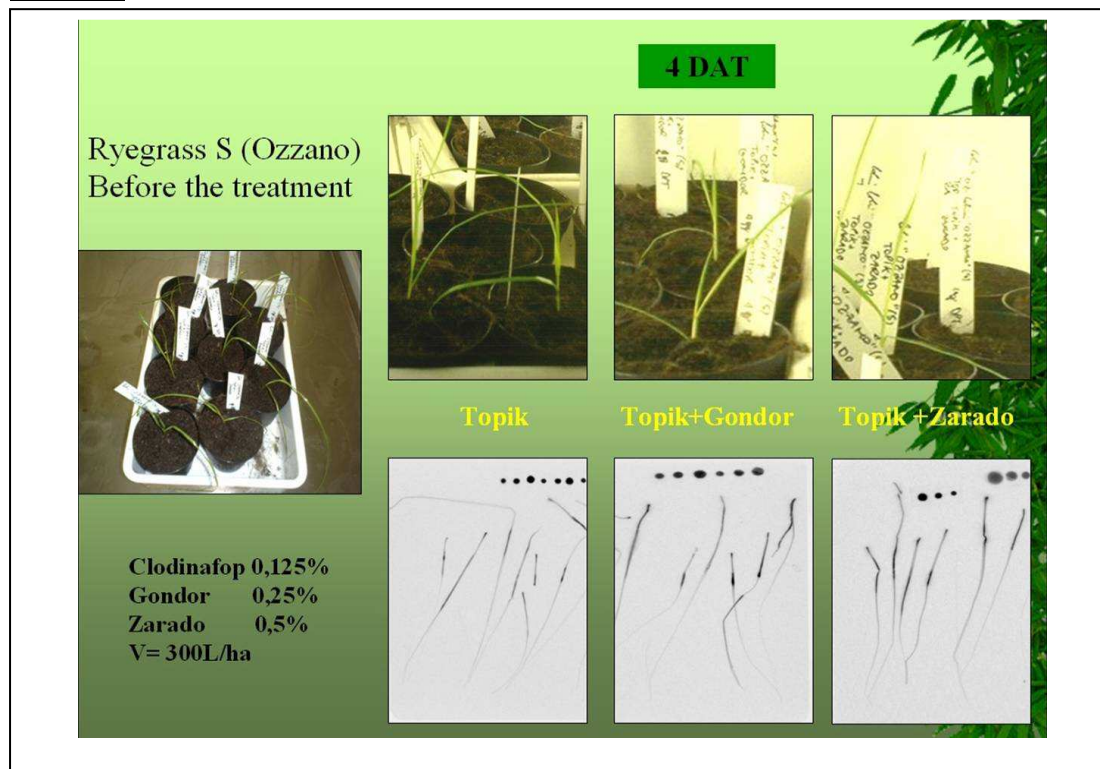 4 DAT
Ryegrass S (Ozzano)
Before the treatment
Topik
Topik+Gondor
Topik +Zarado
Clodinafop 0,125%
Gondor 0,25%
Zarado 0,5%
V= 300L/ha